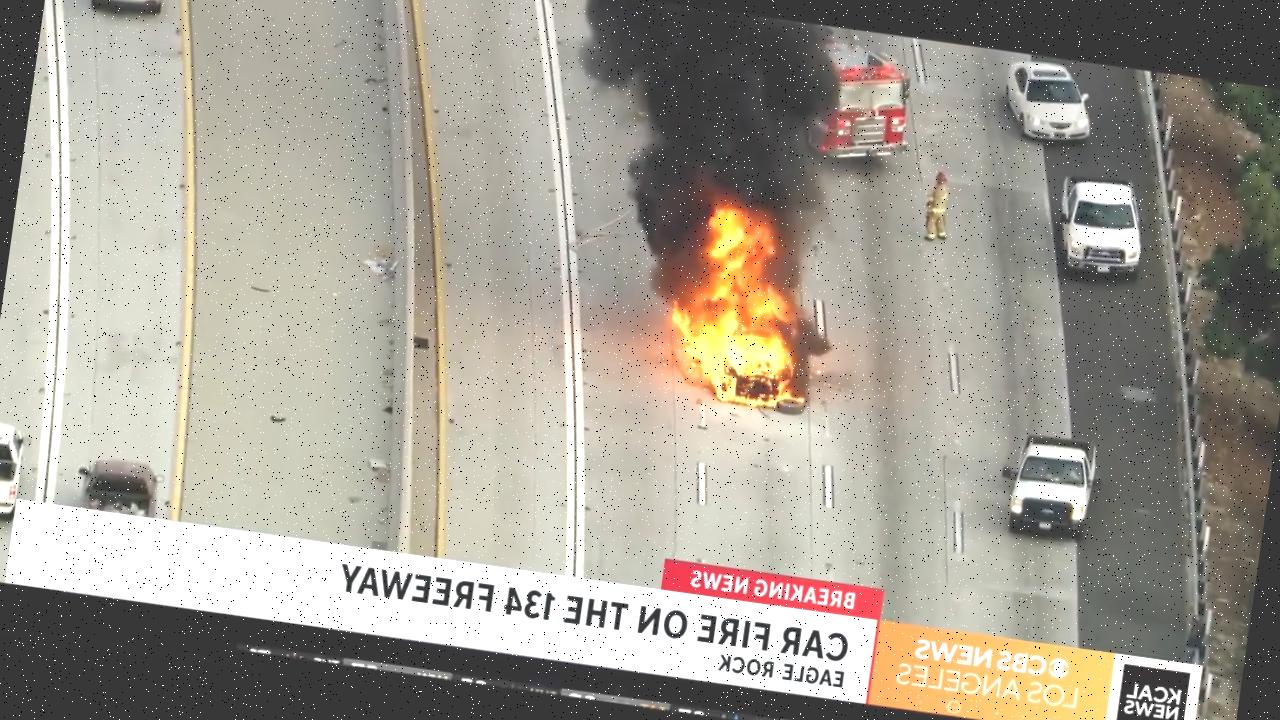 BREAKING NEWS
CAR FIRE ON THE 134 FREEWAY
EAGLE ROCK
CBS NEWS
LOS ANGELES
KCAL
NEWS